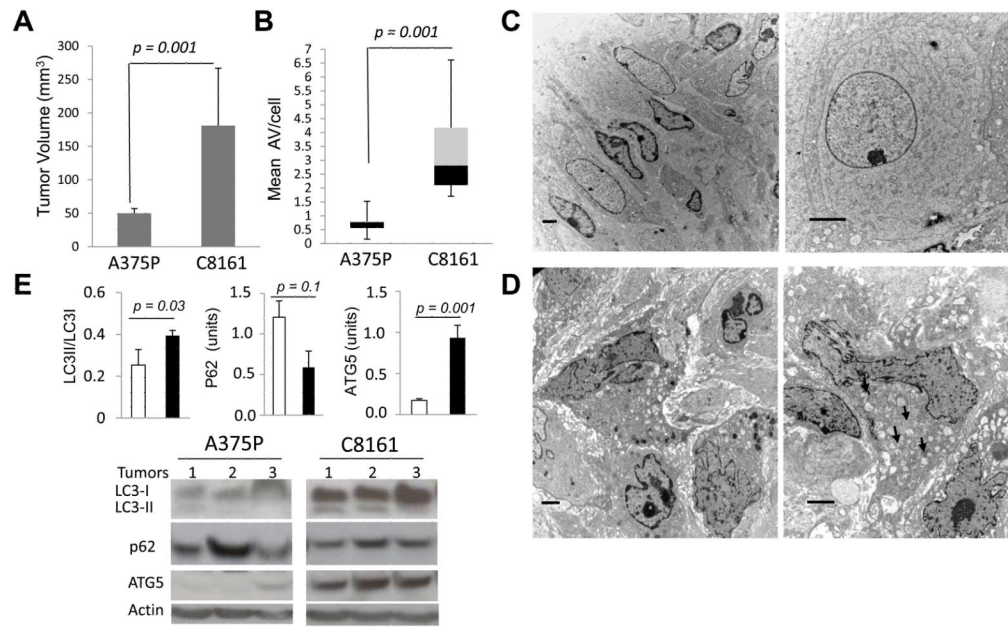 A
Tumor Volume (mm³)
300
250
200
150
100
50
0
p = 0.001
A375P
C8161
B
Mean AV/cell
7
6.5
6
5.5
5
4.5
4
3.5
3
2.5
2
1.5
1
0.5
0
p = 0.001
A375P
C8161
C
D
E
LC3II/LC3I
0.6
0.4
0.2
0
p = 0.03
P62 (units)
1.5
1.0
0.5
0.0
p = 0.1
ATG5 (units)
1.5
1.0
0.5
0
p = 0.001
A375P
C8161
Tumors 1 2 3 1 2 3
LC3-I
LC3-II
p62
ATG5
Actin